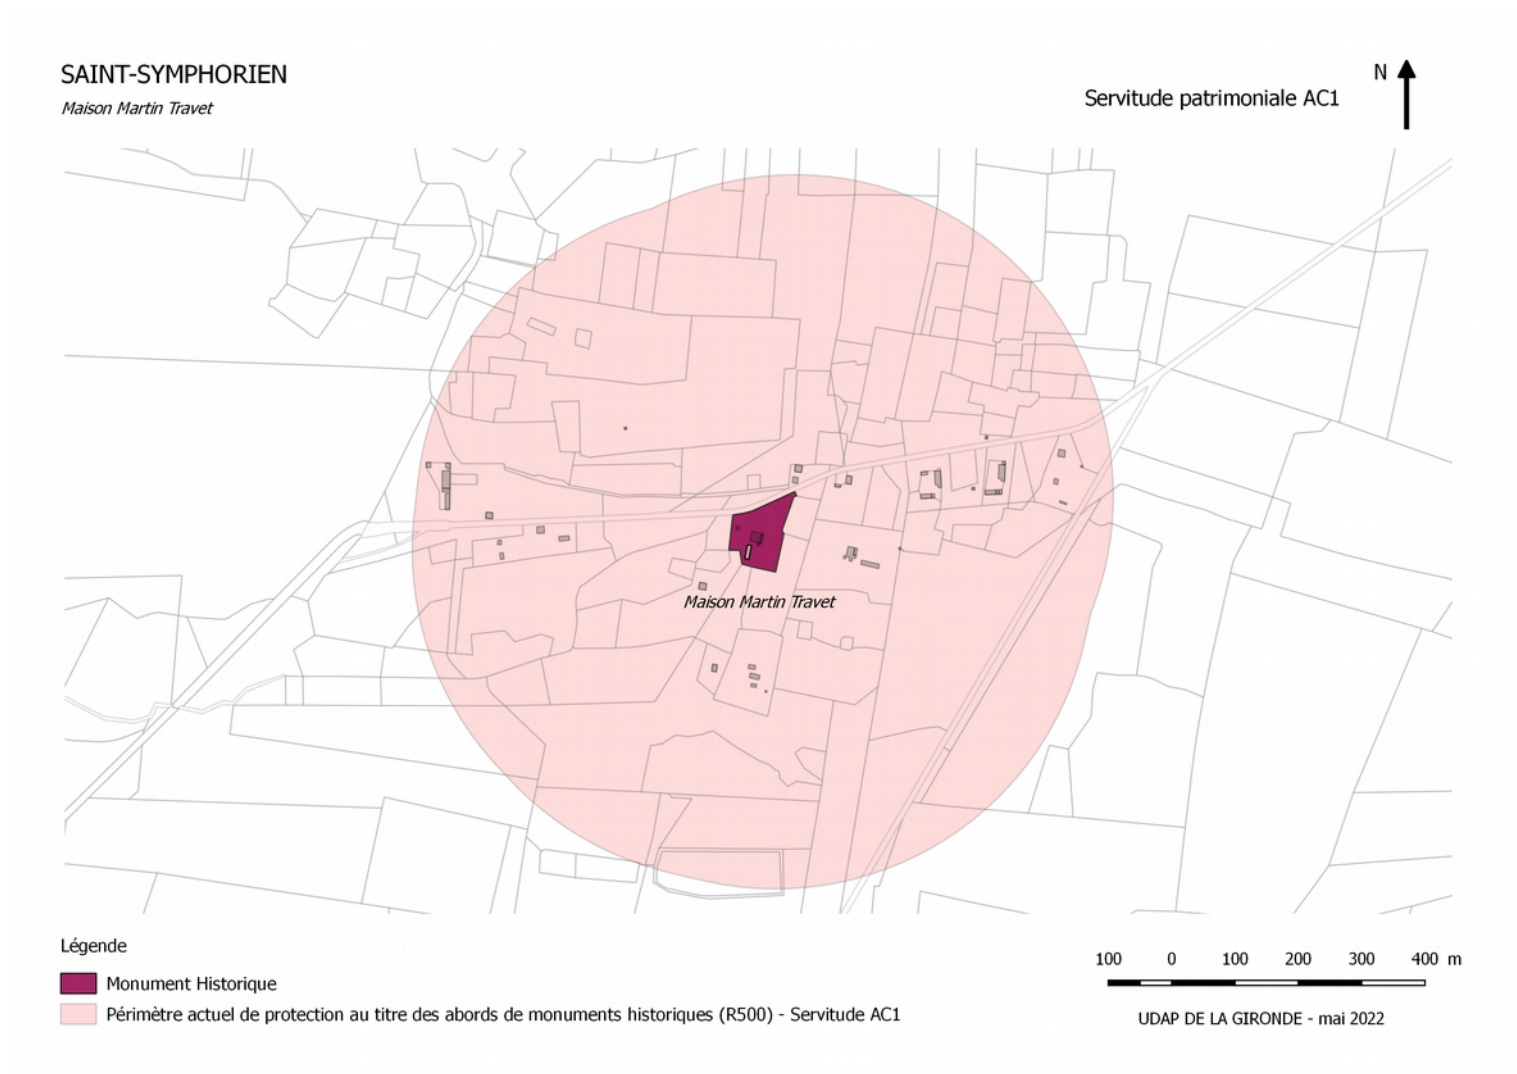 SAINT-SYMPHORIEN
Maison Martin Travet
Servitude patrimoniale AC1
N
Maison Martin Travet
Légende
Monument Historique
Périmètre actuel de protection au titre des abords de monuments historiques (R500) - Servitude AC1
100 0 100 200 300 400 m
UDAP DE LA GIRONDE - mai 2022